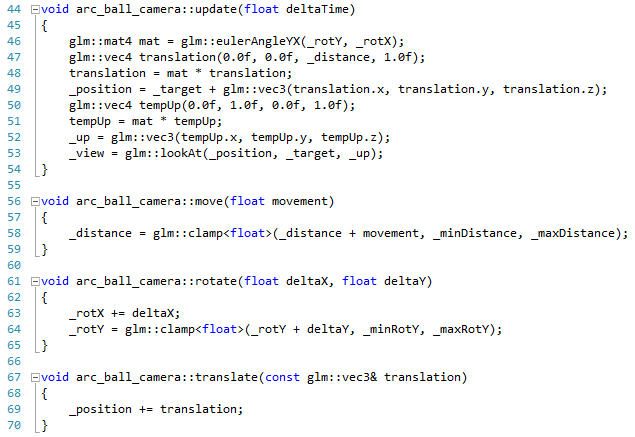 44 void arc_ball_camera::update(float deltaTime)
45 {
46 glm::mat4 mat = glm::eulerAngleYX(_rotY, _rotX);
47 glm::vec4 translation(0.0f, 0.0f, _distance, 1.0f);
48 translation = mat * translation;
49 _position = _target + glm::vec3(translation.x, translation.y, translation.z);
50 glm::vec4 tempUp(0.0f, 1.0f, 0.0f, 1.0f);
51 tempUp = mat * tempUp;
52 _up = glm::vec3(tempUp.x, tempUp.y, tempUp.z);
53 _view = glm::lookAt(_position, _target, _up);
54 }
55
56 void arc_ball_camera::move(float movement)
57 {
58 _distance = glm::clamp<float>(_distance + movement, _minDistance, _maxDistance);
59 }
60
61 void arc_ball_camera::rotate(float deltaX, float deltaY)
62 {
63 _rotX += deltaX;
64 _rotY = glm::clamp<float>(_rotY + deltaY, _minRotY, _maxRotY);
65 }
66
67 void arc_ball_camera::translate(const glm::vec3& translation)
68 {
69 _position += translation;
70 }